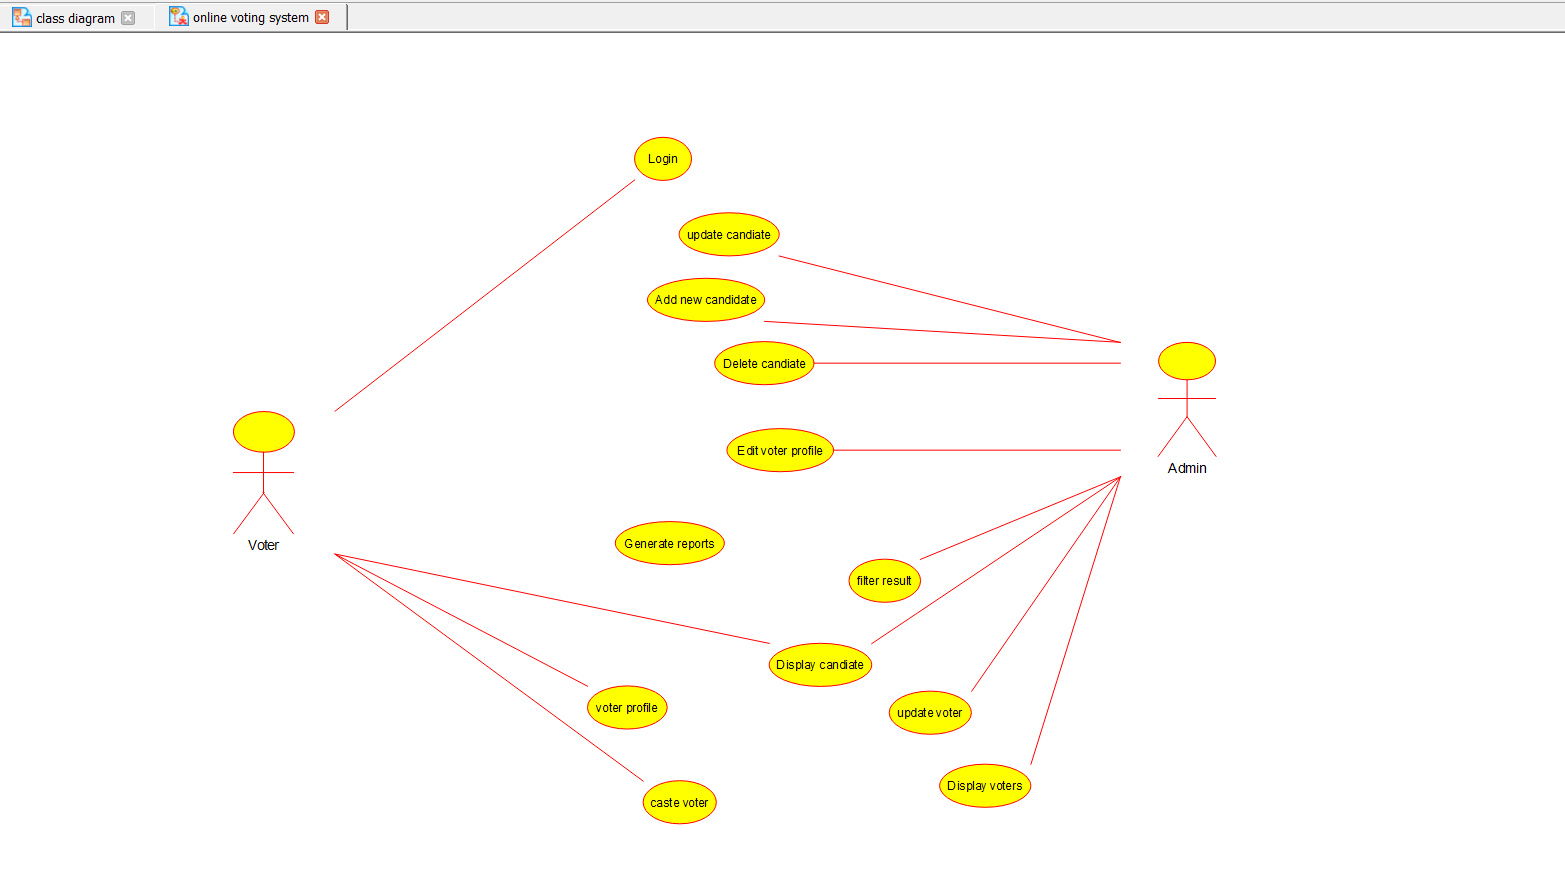 class diagram
online voting system
Login
update candiate
Add new candidate
Delete candiate
Edit voter profile
Admin
Voter
Generate reports
filter result
Display candiate
voter profile
update voter
Display voters
caste voter